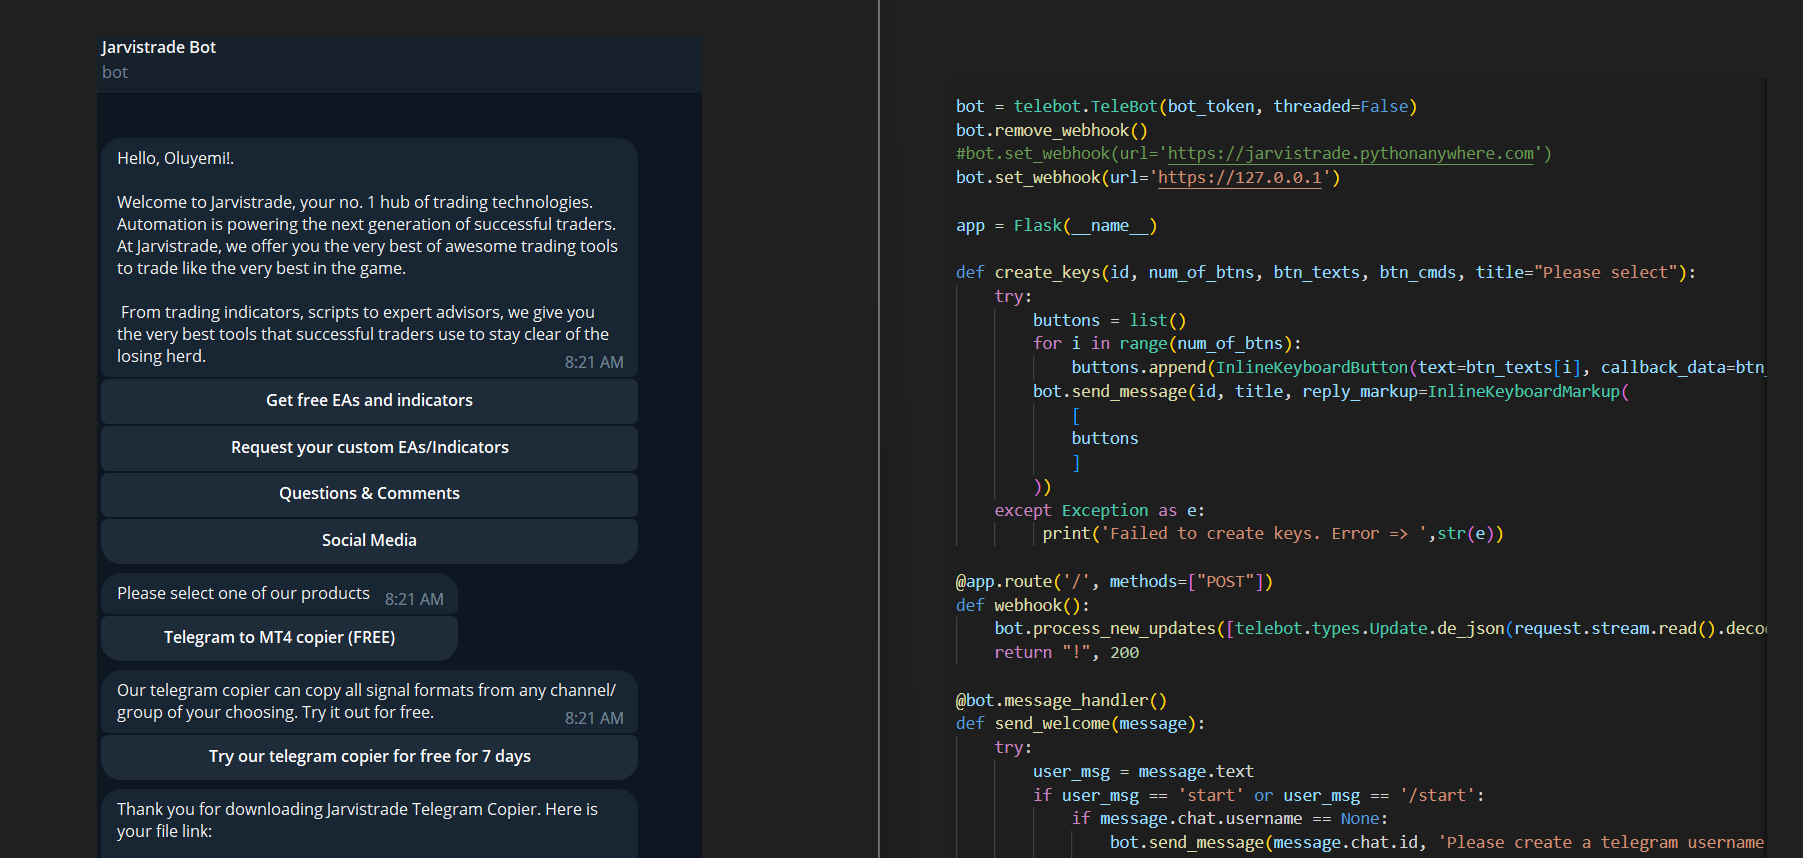 Jarvistrade Bot
bot
Hello, Oluyemi!.
Welcome to Jarvistrade, your no. 1 hub of trading technologies.
Automation is powering the next generation of successful traders.
At Jarvistrade, we offer you the very best of awesome trading tools
to trade like the very best in the game.
From trading indicators, scripts to expert advisors, we give you
the very best tools that successful traders use to stay clear of the
losing herd.
8:21 AM
Get free EAs and indicators
Request your custom EAs/Indicators
Questions & Comments
Social Media
Please select one of our products
8:21 AM
Telegram to MT4 copier (FREE)
Our telegram copier can copy all signal formats from any channel/
group of your choosing. Try it out for free.
8:21 AM
Try our telegram copier for free for 7 days
Thank you for downloading Jarvistrade Telegram Copier. Here is
your file link:
bot = telebot.TeleBot(bot_token, threaded=False)
bot.remove_webhook()
#bot.set_webhook(url='https://jarvistrade.pythonanywhere.com')
bot.set_webhook(url='https://127.0.0.1')
app = Flask(__name__)
def create_keys(id, num_of_btns, btn_texts, btn_cmds, title="Please select"):
try:
buttons = list()
for i in range(num_of_btns):
buttons.append(InlineKeyboardButton(text=btn_texts[i], callback_data=btn_
bot.send_message(id, title, reply_markup=InlineKeyboardMarkup(
[
buttons
]
))
except Exception as e:
print('Failed to create keys. Error => ',str(e))
@app.route('/', methods=["POST"])
def webhook():
bot.process_new_updates([telebot.types.Update.de_json(request.stream.read().deco
return "!", 200
@bot.message_handler()
def send_welcome(message):
try:
user_msg = message.text
if user_msg == 'start' or user_msg == '/start':
if message.chat.username == None:
bot.send_message(message.chat.id, 'Please create a telegram username